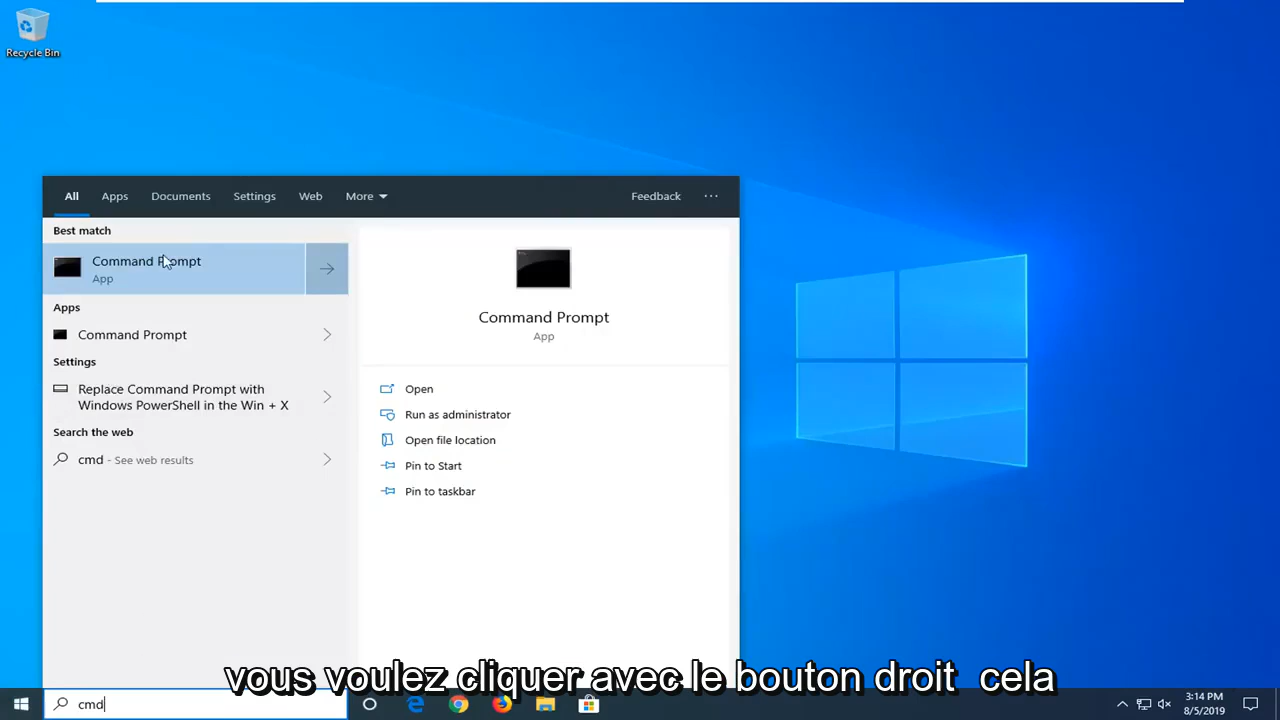 Recycle Bin
All Apps Documents Settings Web More Feedback ...
Best match
Command Prompt
App
Apps
Command Prompt
Settings
Replace Command Prompt with
Windows PowerShell in the Win + X
Search the web
cmd - See web results
Command Prompt
App
Open
Run as administrator
Open file location
Pin to Start
Pin to taskbar
vous voulez cliquer avec le bouton droit cela
cmd
3:14 PM
8/5/2019